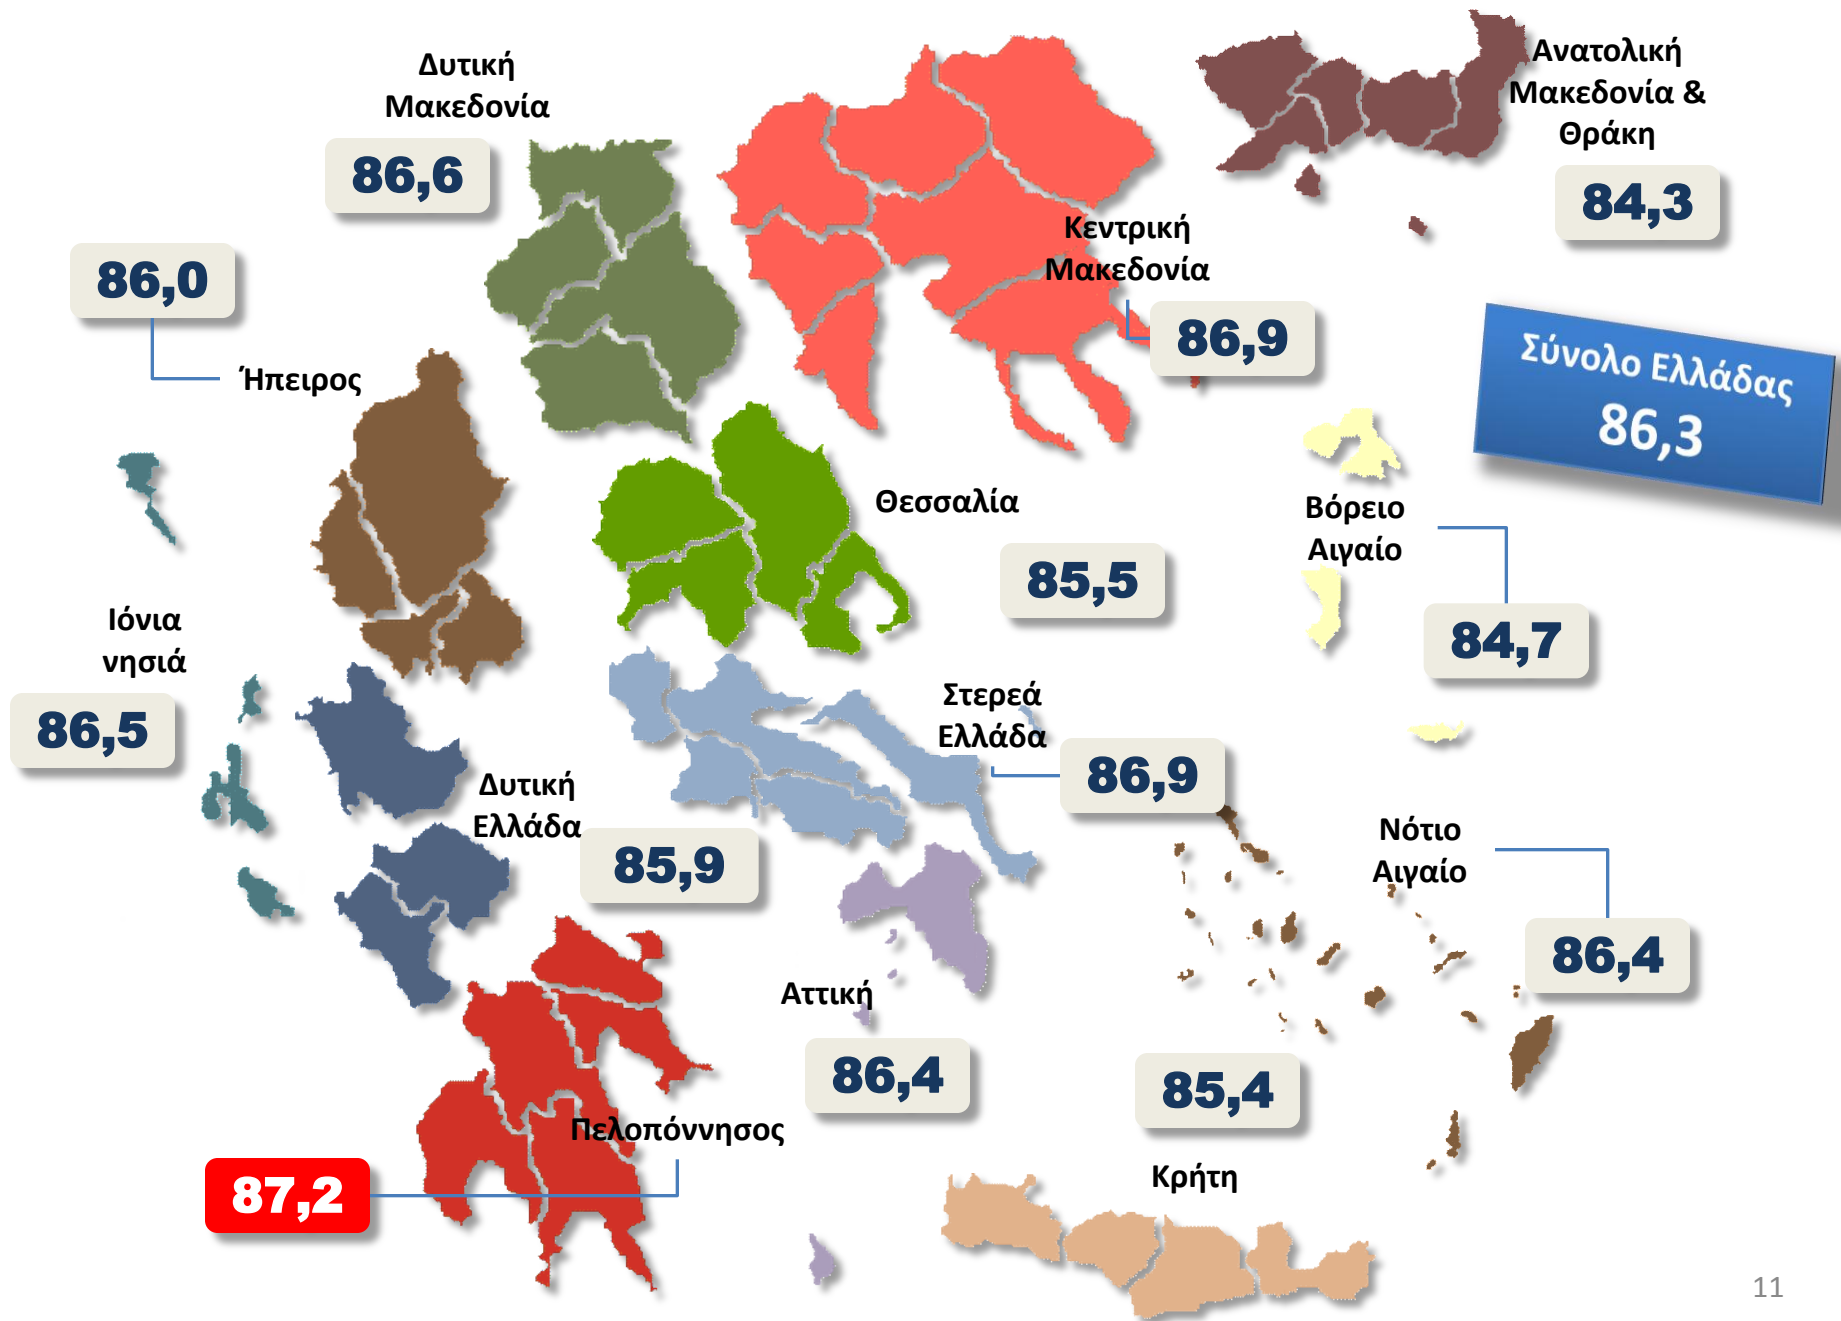 Δυτική
Μακεδονία
86,6
Ανατολική
Μακεδονία &
Θράκη
84,3
Κεντρική
Μακεδονία
86,9
86,0
Ήπειρος
Σύνολο Ελλάδας
86,3
Θεσσαλία
85,5
Βόρειο
Αιγαίο
84,7
Ιόνια
νησιά
86,5
Στερεά
Ελλάδα
86,9
Δυτική
Ελλάδα
85,9
Νότιο
Αιγαίο
86,4
Αττική
86,4
85,4
Κρήτη
Πελοπόννησος
87,2
11